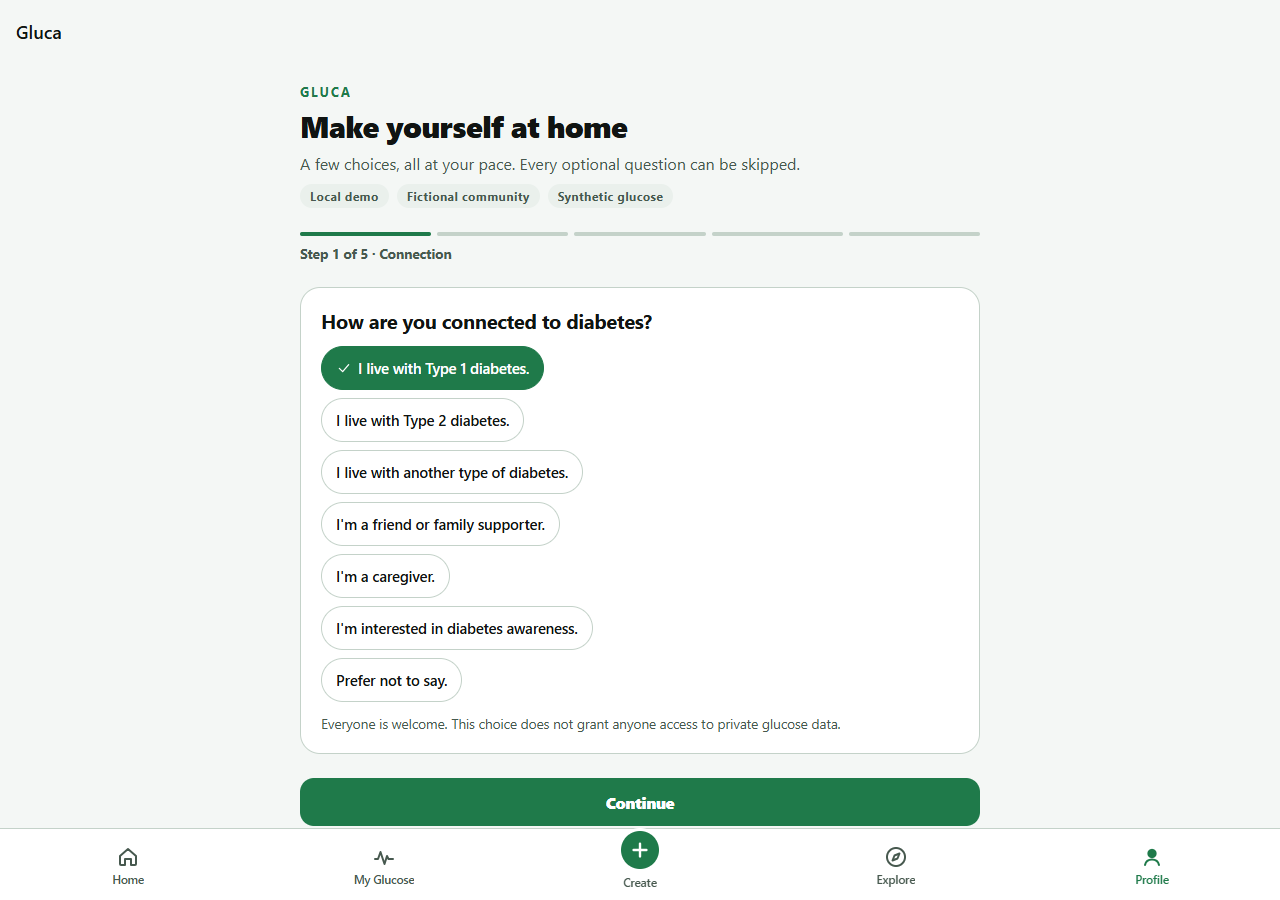 Gluca
GLUCA
Make yourself at home
A few choices, all at your pace. Every optional question can be skipped.
Local demo
Fictional community
Synthetic glucose
Step 1 of 5 · Connection
How are you connected to diabetes?
I live with Type 1 diabetes.
I live with Type 2 diabetes.
I live with another type of diabetes.
I'm a friend or family supporter.
I'm a caregiver.
I'm interested in diabetes awareness.
Prefer not to say.
Everyone is welcome. This choice does not grant anyone access to private glucose data.
Continue
Home
My Glucose
Create
Explore
Profile